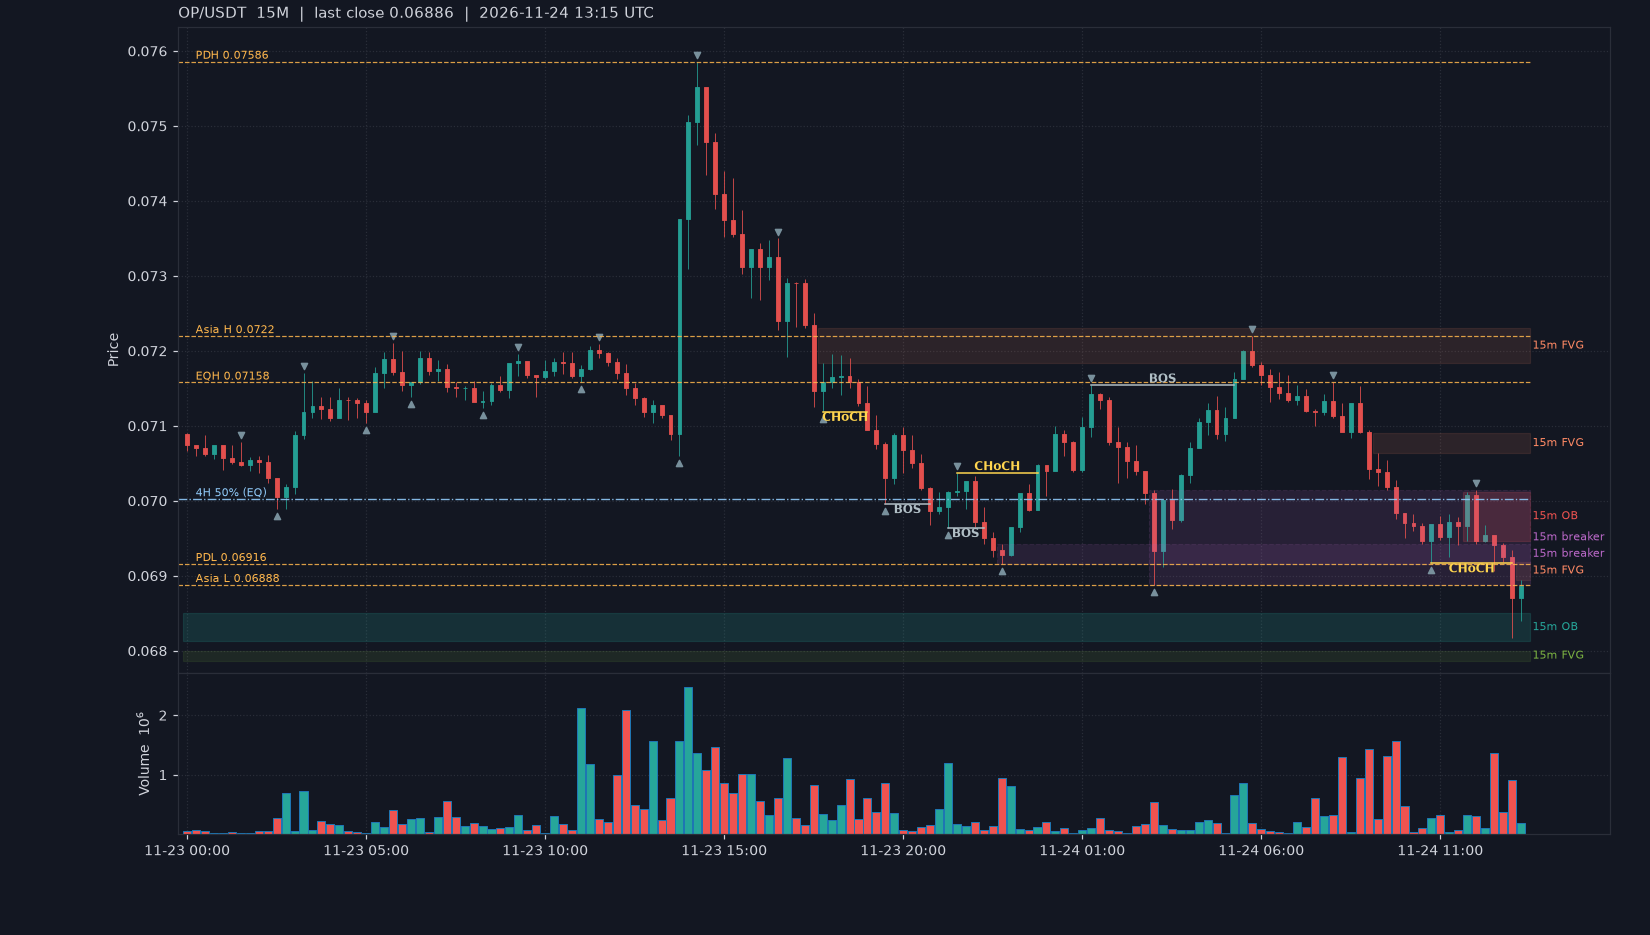 OP/USDT 15M | last close 0.06886 | 2026-11-24 13:15 UTC
0.076
PDH 0.07586
0.075
0.074
0.073
Asia H 0.0722
0.072
15m FVG
Price
EQH 0.07158
BOS
0.071
CHoCH
15m FVG
CHoCH
4H 50% (EQ)
0.070
BOS
15m OB
BOS
15m breaker
15m breaker
PDL 0.06916
CHoCH
15m FVG
0.069
Asia L 0.06888
15m OB
0.068
15m FVG
Volume 10⁶
2
1
11-23 00:00
11-23 05:00
11-23 10:00
11-23 15:00
11-23 20:00
11-24 01:00
11-24 06:00
11-24 11:00